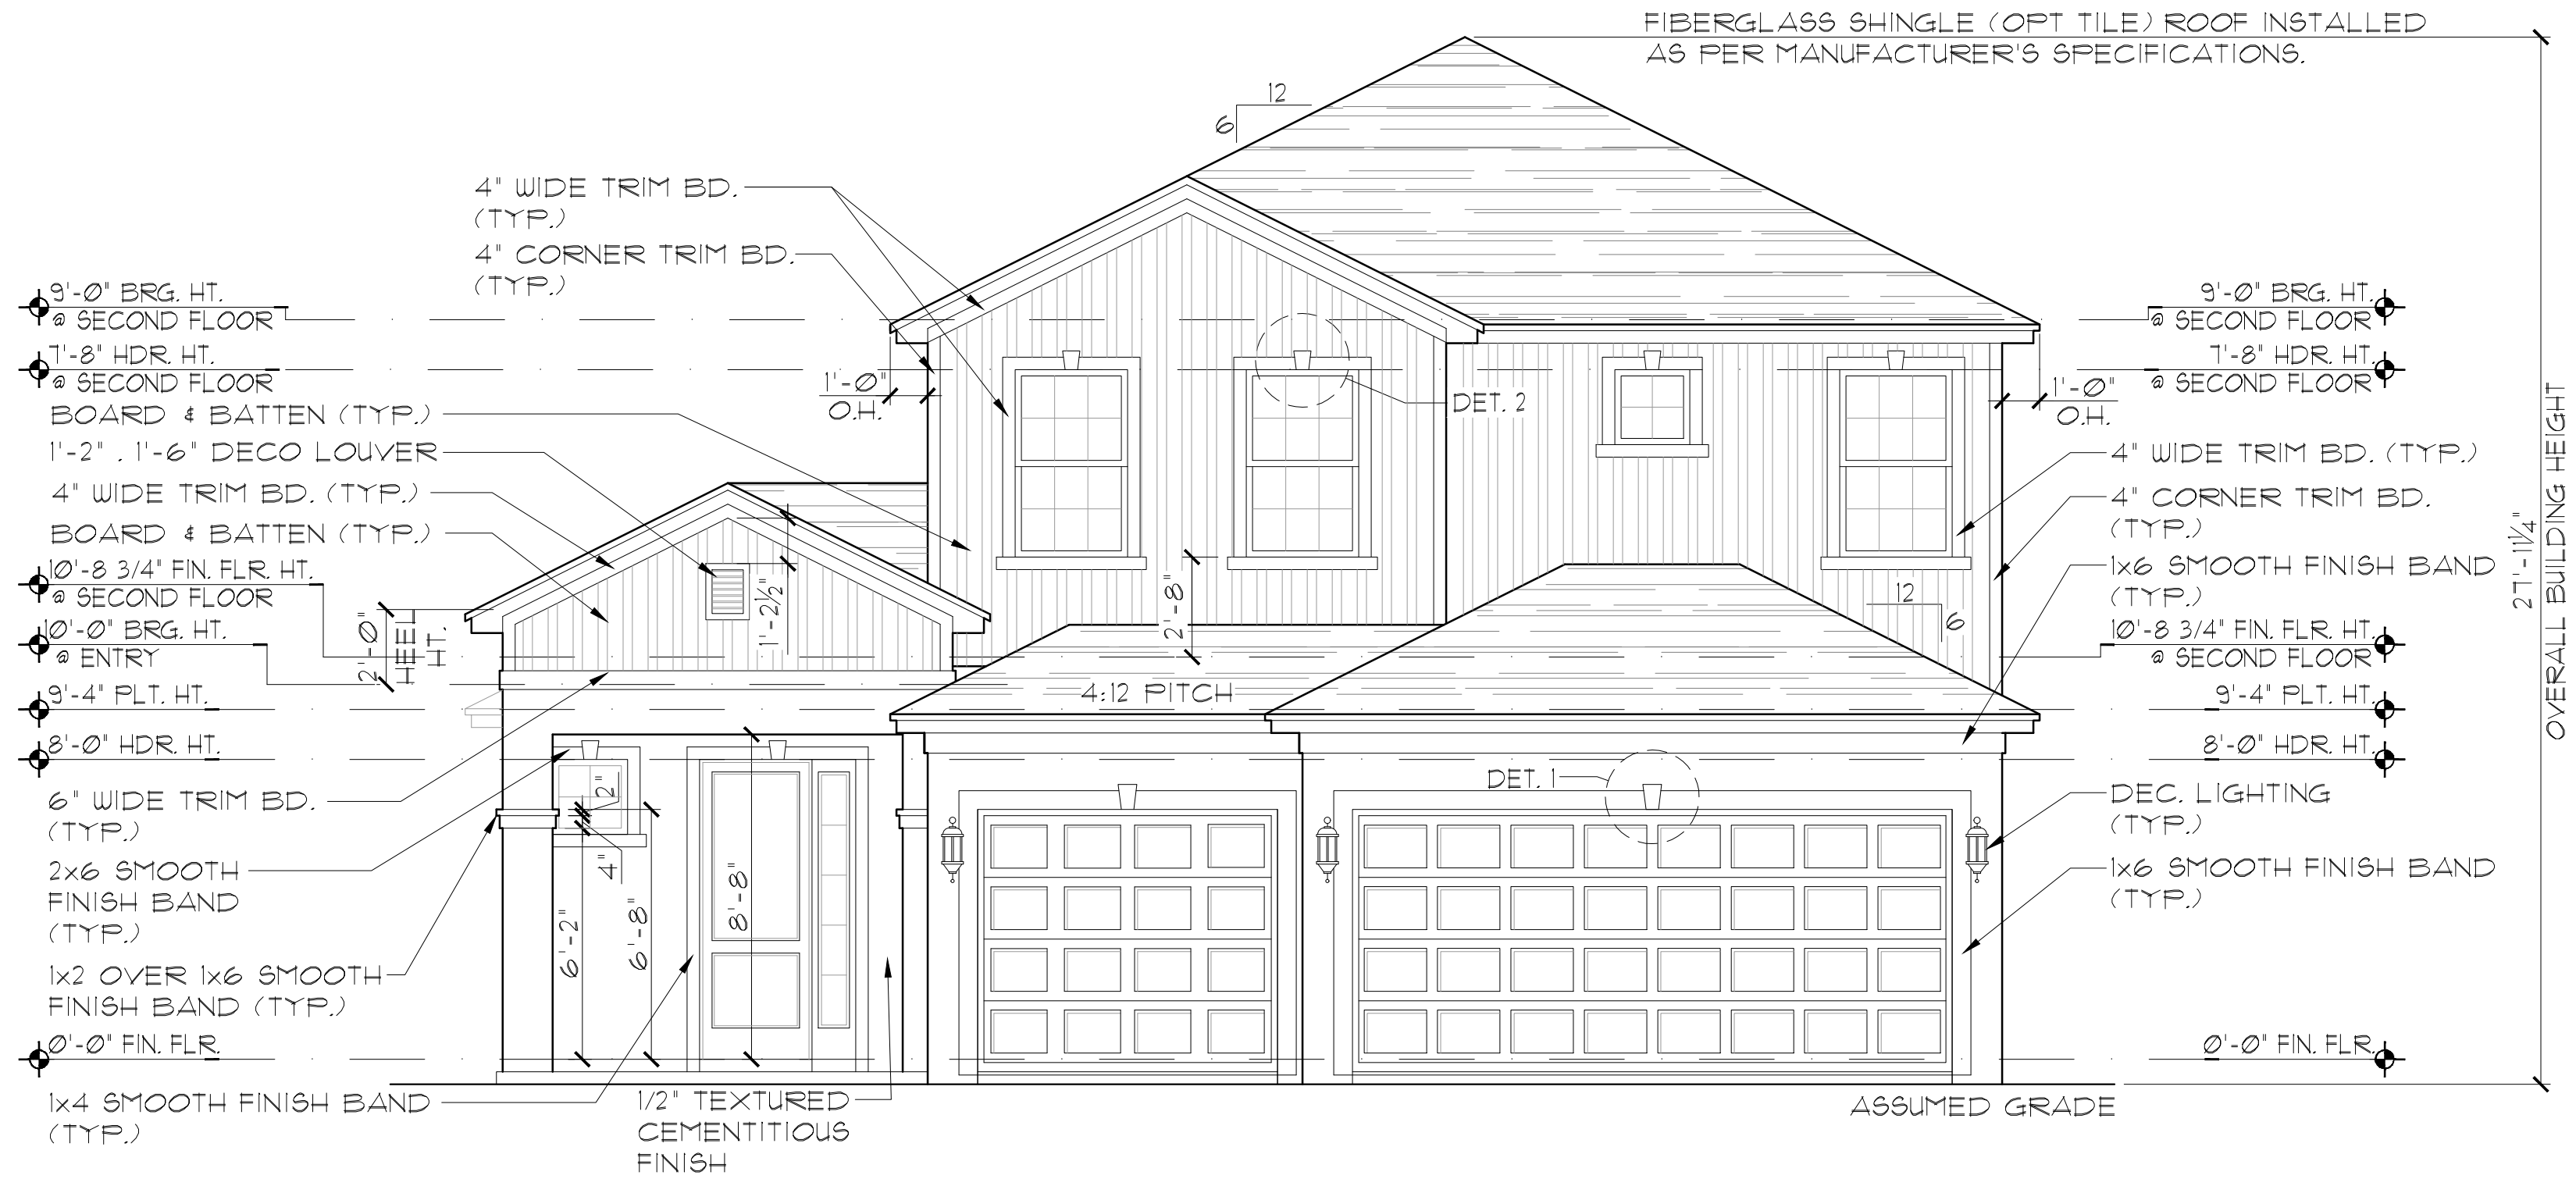 FIBERGLASS SHINGLE (OPT TILE) ROOF INSTALLED
AS PER MANUFACTURER'S SPECIFICATIONS.
12
6
4" WIDE TRIM BD.
(TYP.)
4" CORNER TRIM BD.
(TYP.)
9'-0" BRG. HT.
@ SECOND FLOOR
7'-8" HDR. HT.
@ SECOND FLOOR
BOARD & BATTEN (TYP.)
1'-2" . 1'-6" DECO LOUVER
4" WIDE TRIM BD. (TYP.)
BOARD & BATTEN (TYP.)
10'-8 3/4" FIN. FLR. HT.
@ SECOND FLOOR
10'-0" BRG. HT.
@ ENTRY
9'-4" PLT. HT.
8'-0" HDR. HT.
6" WIDE TRIM BD.
(TYP.)
2x6 SMOOTH
FINISH BAND
(TYP.)
1x2 OVER 1x6 SMOOTH
FINISH BAND (TYP.)
0'-0" FIN. FLR.
1x4 SMOOTH FINISH BAND
(TYP.)
2'-0"
HEEL
HT.
1'-0"
O.H.
1'-2½"
2'-8"
DET. 2
4:12 PITCH
DET. 1
2"
4"
6'-2"
6'-8"
8'-8"
1/2" TEXTURED
CEMENTITIOUS
FINISH
12
6
9'-0" BRG. HT.
@ SECOND FLOOR
7'-8" HDR. HT.
@ SECOND FLOOR
1'-0"
O.H.
4" WIDE TRIM BD. (TYP.)
4" CORNER TRIM BD.
(TYP.)
1x6 SMOOTH FINISH BAND
(TYP.)
10'-8 3/4" FIN. FLR. HT.
@ SECOND FLOOR
9'-4" PLT. HT.
8'-0" HDR. HT.
DEC. LIGHTING
(TYP.)
1x6 SMOOTH FINISH BAND
(TYP.)
0'-0" FIN. FLR.
ASSUMED GRADE
27'-11¼"
OVERALL BUILDING HEIGHT